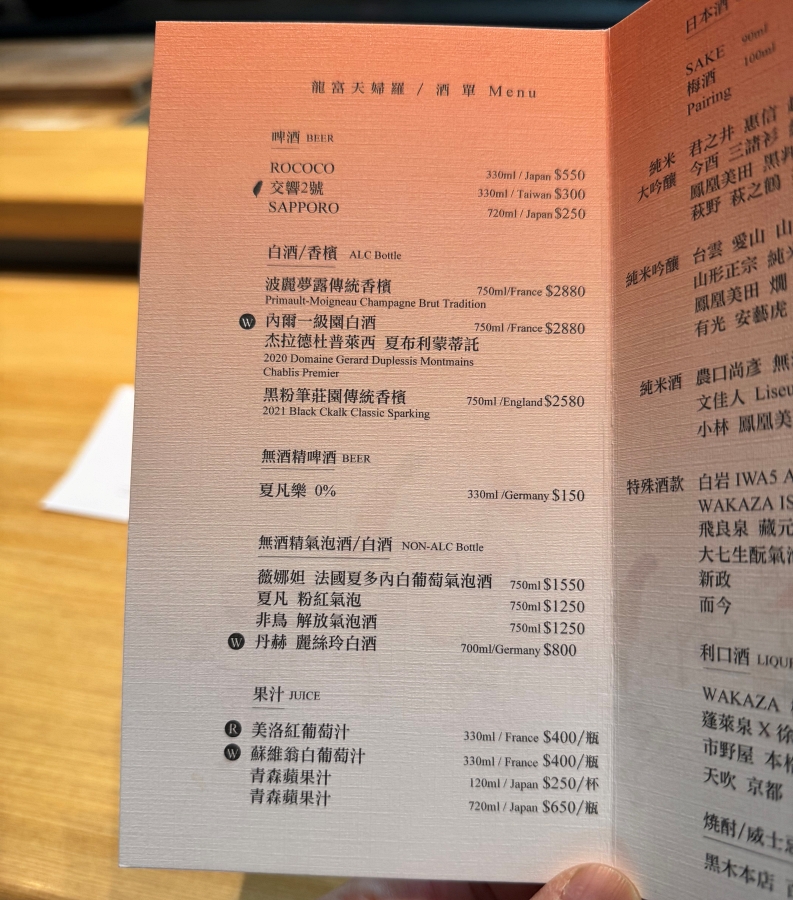 龍富天婦羅 / 酒 單 Menu
啤酒 BEER
ROCOCO 330ml / Japan $550
交響2號 330ml / Taiwan $300
SAPPORO 720ml / Japan $250
白酒/香檳 ALC Bottle
波麗夢露傳統香檳 750ml/France $2880
Primault-Moigneau Champagne Brut Tradition
W 內爾一級園白酒 750ml /France $2880
杰拉德杜普萊西 夏布利蒙蒂託
2020 Domaine Gerard Duplessis Montmains
Chablis Premier
黑粉筆莊園傳統香檳 750ml /England $2580
2021 Black Ckalk Classic Sparking
無酒精啤酒 BEER
夏凡樂 0% 330ml /Germany $150
無酒精氣泡酒/白酒 NON-ALC Bottle
薇娜妲 法國夏多內白葡萄氣泡酒 750ml $1550
夏凡 粉紅氣泡 750ml $1250
非鳥 解放氣泡酒 750ml $1250
W 丹赫 麗絲玲白酒 700ml/Germany $800
果汁 JUICE
R 美洛紅葡萄汁 330ml / France $400/瓶
W 蘇維翁白葡萄汁 330ml / France $400/瓶
青森蘋果汁 120ml / Japan $250/杯
青森蘋果汁 720ml / Japan $650/瓶
日本酒
SAKE 90ml
梅酒 100ml
Pairing
純米
大吟釀
君之井 惠信
今酉 三諸杉
鳳凰美田 黑判
萩野 萩之鶴
純米吟釀
台雲 愛山 山
山形正宗 純米
鳳凰美田 燗
有光 安藝虎
純米酒
農口尚彥 無
文佳人 Liseu
小林 鳳凰美
特殊酒款
白岩 IWA5 A
WAKAZA IS
飛良泉 藏元
大七生酛氣泡
新政
而今
利口酒 LIQUE
WAKAZA
蓬萊泉 X 徐
市野屋 本格
天吹 京都
燒酎/威士忌
黑木本店 百